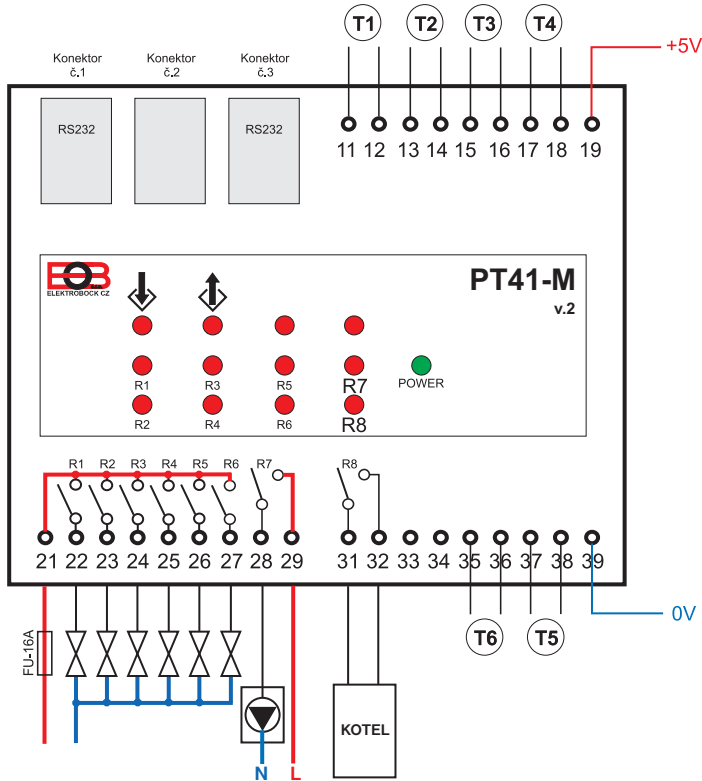 T1 T2 T3 T4
+5V
Konektor č.1
Konektor č.2
Konektor č.3
RS232
RS232
11 12 13 14 15 16 17 18 19
ELEKTROBOCK CZ
PT41-M
v.2
R1 R3 R5 R7 POWER
R2 R4 R6 R8
R1 R2 R3 R4 R5 R6 R7 R8
21 22 23 24 25 26 27 28 29 31 32 33 34 35 36 37 38 39
T6 T5
0V
FU-16A
KOTEL
N L